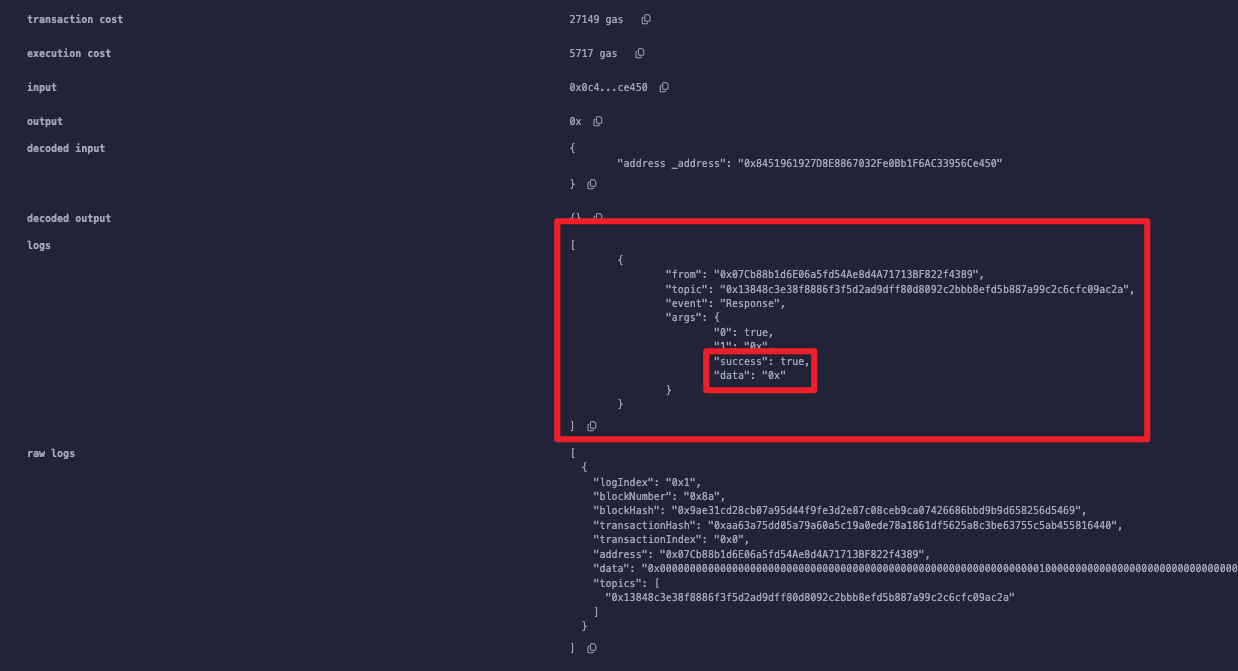 transaction cost 27149 gas
execution cost 5717 gas
input 0x0c4...ce450
output 0x
decoded input {
"address _address": "0x8451961927D8E8867032Fe0Bb1F6AC33956Ce450"
}
decoded output {}
logs [
{
"from": "0x07Cb88b1d6E06a5fd54Ae8d4A71713BF822f4389",
"topic": "0x13848c3e38f8886f3f5d2ad9dff80d8092c2bbb8efd5b887a99c2c6cfc09ac2a",
"event": "Response",
"args": {
"0": true,
"1": "0x",
"success": true,
"data": "0x"
}
}
]
raw logs [
{
"logIndex": "0x1",
"blockNumber": "0x8a",
"blockHash": "0x9ae31cd28cb07a95d44f9fe3d2e87c08ceb9ca07426686bbd9b9d658256d5469",
"transactionHash": "0xaa63a75dd05a79a60a5c19a0ede78a1861df5625a8c3be63755c5ab455816440",
"transactionIndex": "0x0",
"address": "0x07Cb88b1d6E06a5fd54Ae8d4A71713BF822f4389",
"data":
"topics": [
"0x13848c3e38f8886f3f5d2ad9dff80d8092c2bbb8efd5b887a99c2c6cfc09ac2a"
]
}
]